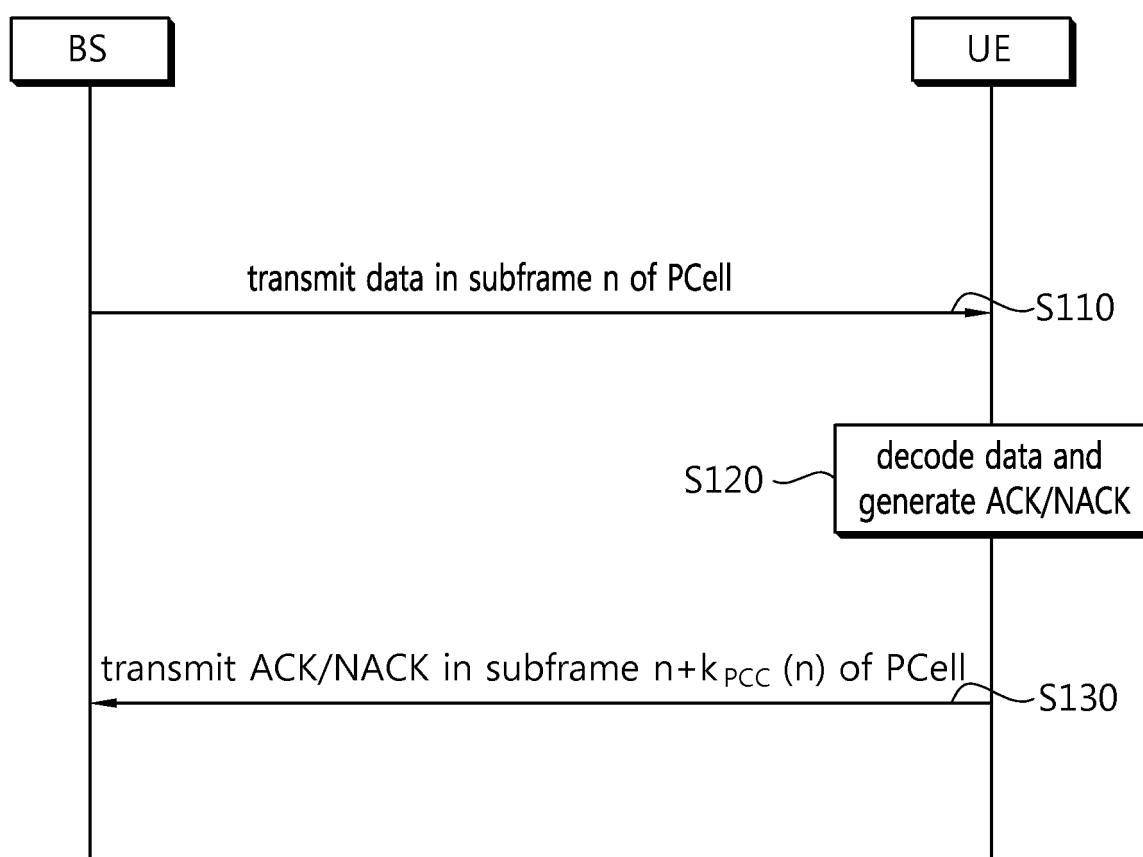 BS
UE
transmit data in subframe n of PCell
S110
decode data and
S120
generate ACK/NACK
transmit ACK/NACK in subframe n+kPCC (n) of PCell
S130